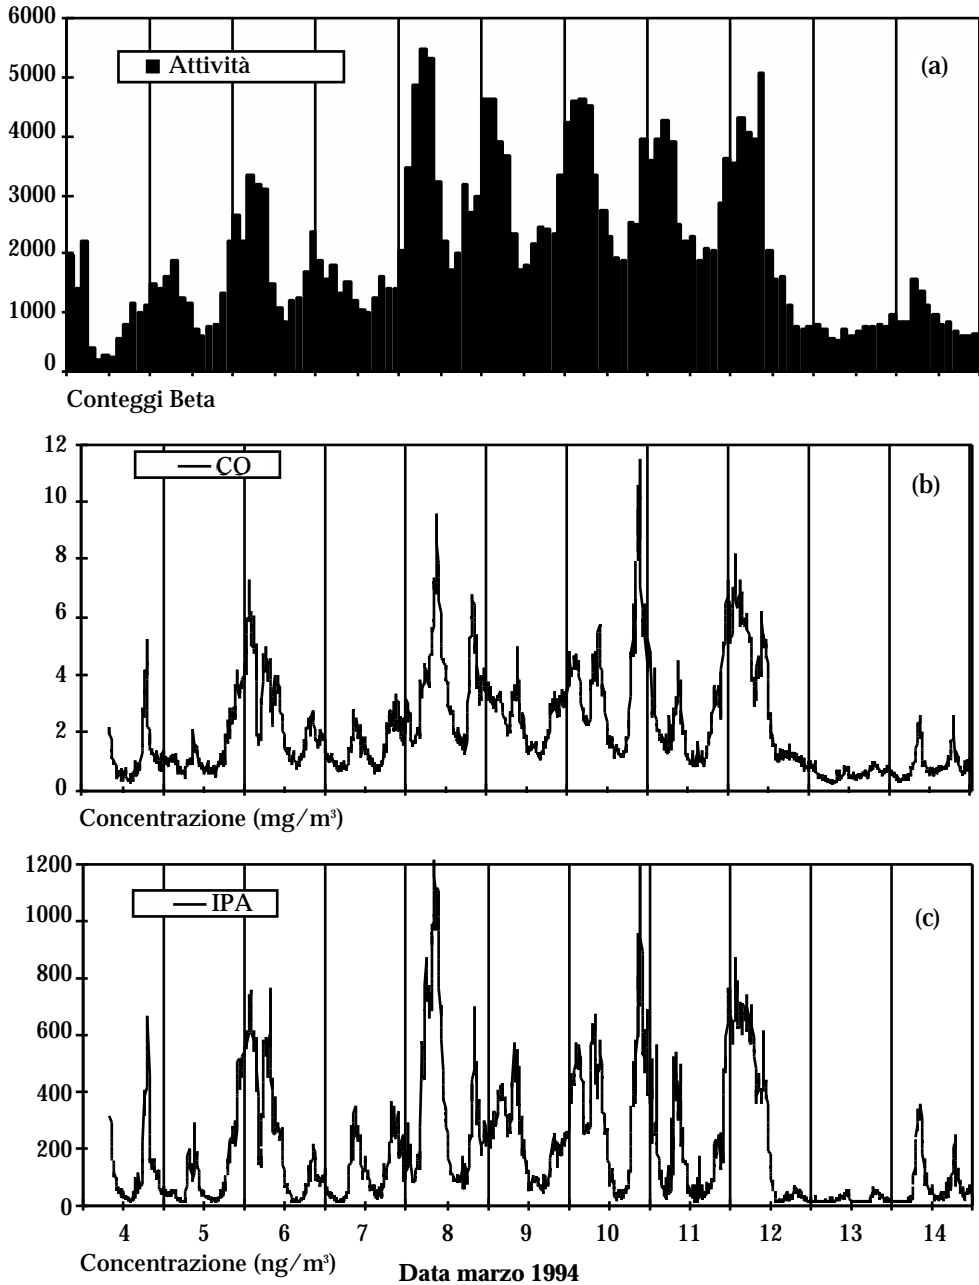 6000
5000
4000
3000
2000
1000
0
Attività
(a)
Conteggi Beta
12
10
8
6
4
2
0
CO
(b)
Concentrazione (mg/m³)
1200
1000
800
600
400
200
0
IPA
(c)
4 5 6 7 8 9 10 11 12 13 14
Concentrazione (ng/m³)
Data marzo 1994